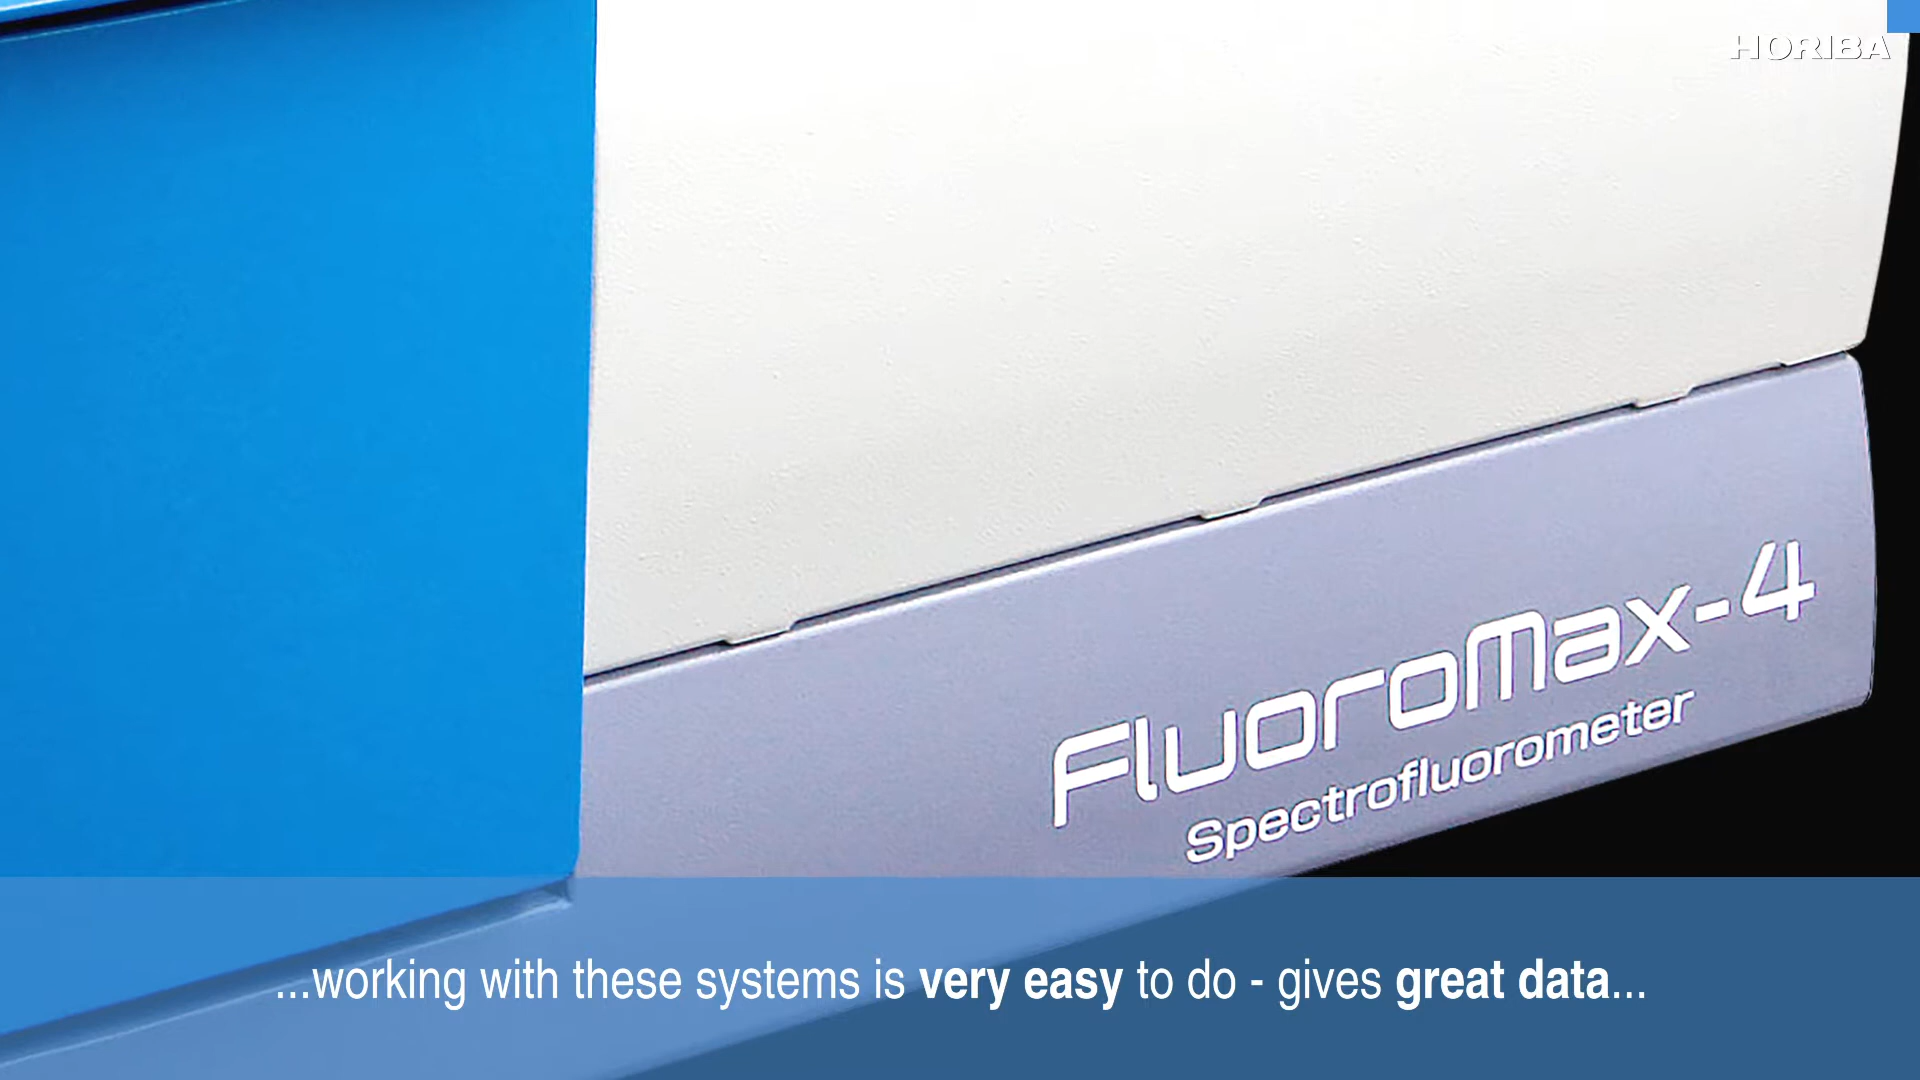 HORIBA
FluoroMax-4
Spectrofluorometer
...working with these systems is very easy to do - gives great data...